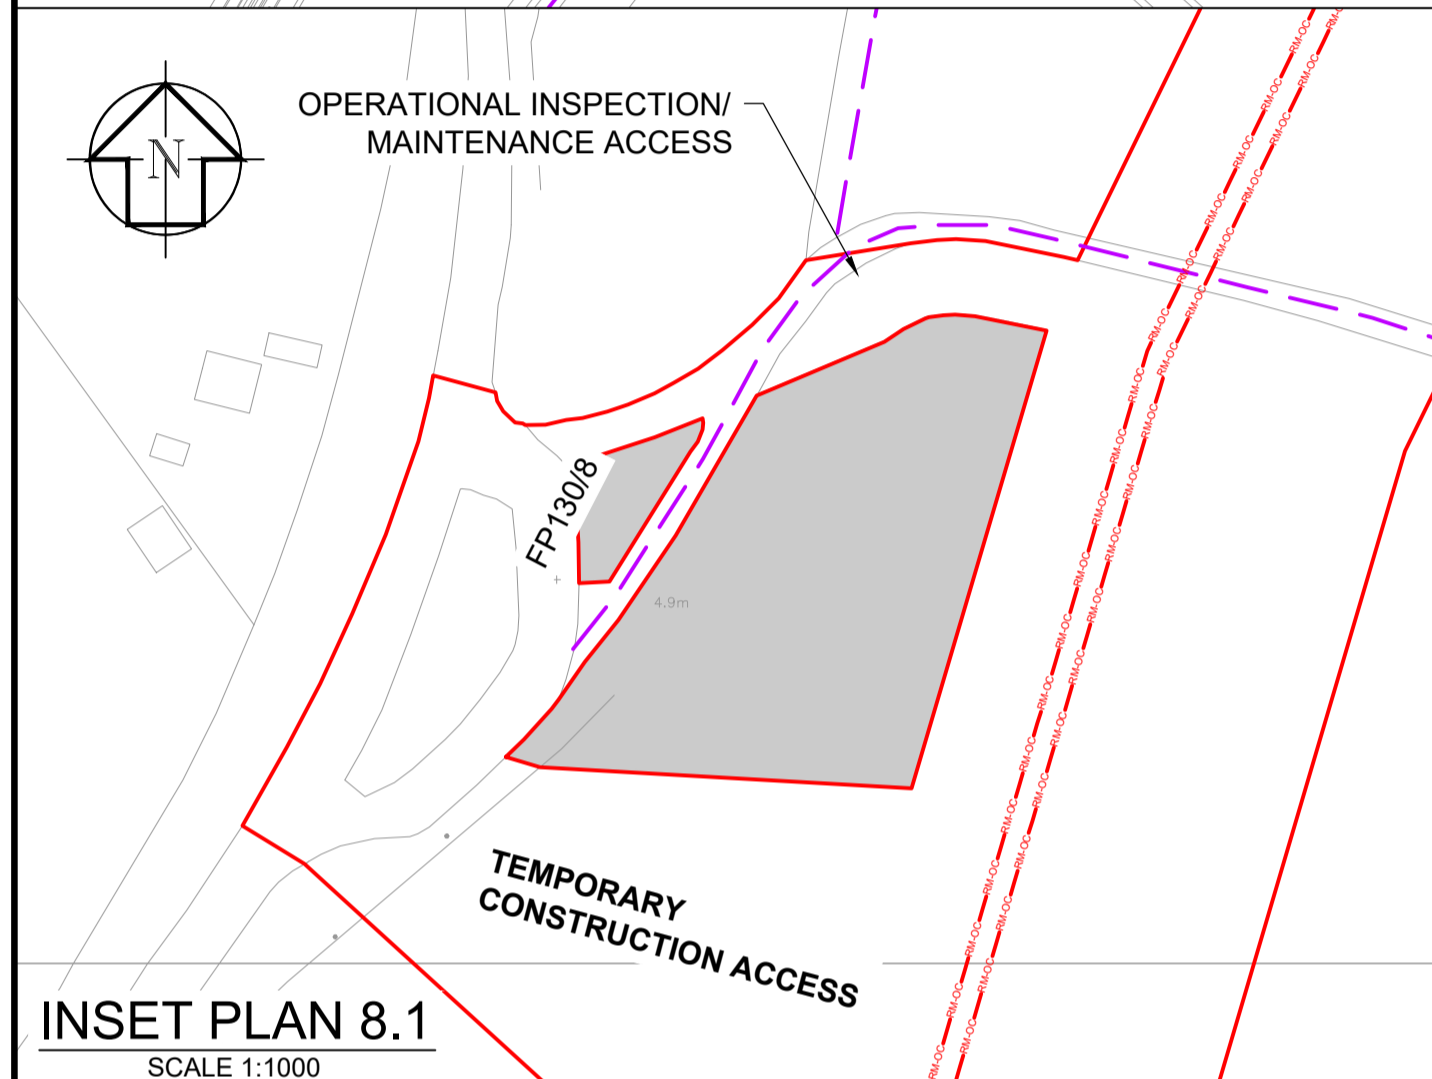 N
OPERATIONAL INSPECTION/
MAINTENANCE ACCESS
FP130/8
4.9m
TEMPORARY
CONSTRUCTION ACCESS
RM-OC
INSET PLAN 8.1
SCALE 1:1000